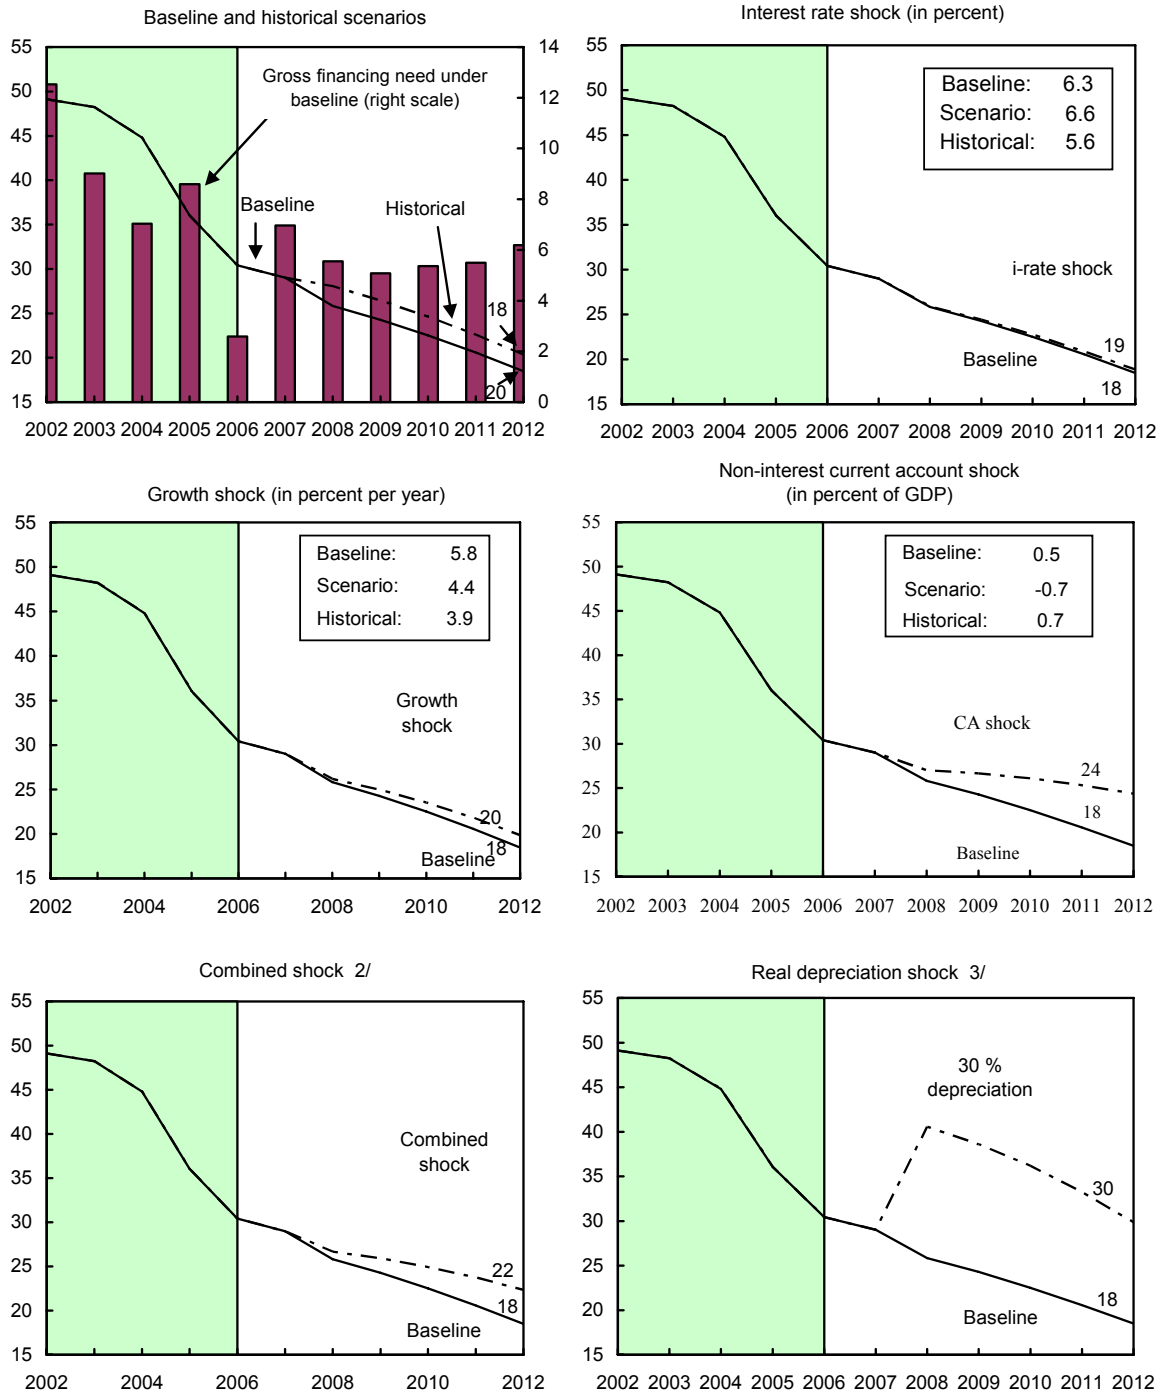 Baseline and historical scenarios
55
50
45
40
35
30
25
20
15
14
12
10
8
6
4
2
0
Gross financing need under
baseline (right scale)
Baseline
Historical
18
20
2002 2003 2004 2005 2006 2007 2008 2009 2010 2011 2012
Interest rate shock (in percent)
55
50
45
40
35
30
25
20
15
Baseline: 6.3
Scenario: 6.6
Historical: 5.6
i-rate shock
19
Baseline
18
2002 2003 2004 2005 2006 2007 2008 2009 2010 2011 2012
Growth shock (in percent per year)
55
50
45
40
35
30
25
20
15
Baseline: 5.8
Scenario: 4.4
Historical: 3.9
Growth
shock
20
18
Baseline
2002 2004 2006 2008 2010 2012
Non-interest current account shock
(in percent of GDP)
55
50
45
40
35
30
25
20
15
Baseline: 0.5
Scenario: -0.7
Historical: 0.7
CA shock
24
18
Baseline
2002 2003 2004 2005 2006 2007 2008 2009 2010 2011 2012
Combined shock 2/
55
50
45
40
35
30
25
20
15
Combined
shock
22
18
Baseline
2002 2004 2006 2008 2010 2012
Real depreciation shock 3/
55
50
45
40
35
30
25
20
15
30 %
depreciation
30
18
Baseline
2002 2003 2004 2005 2006 2007 2008 2009 2010 2011 2012